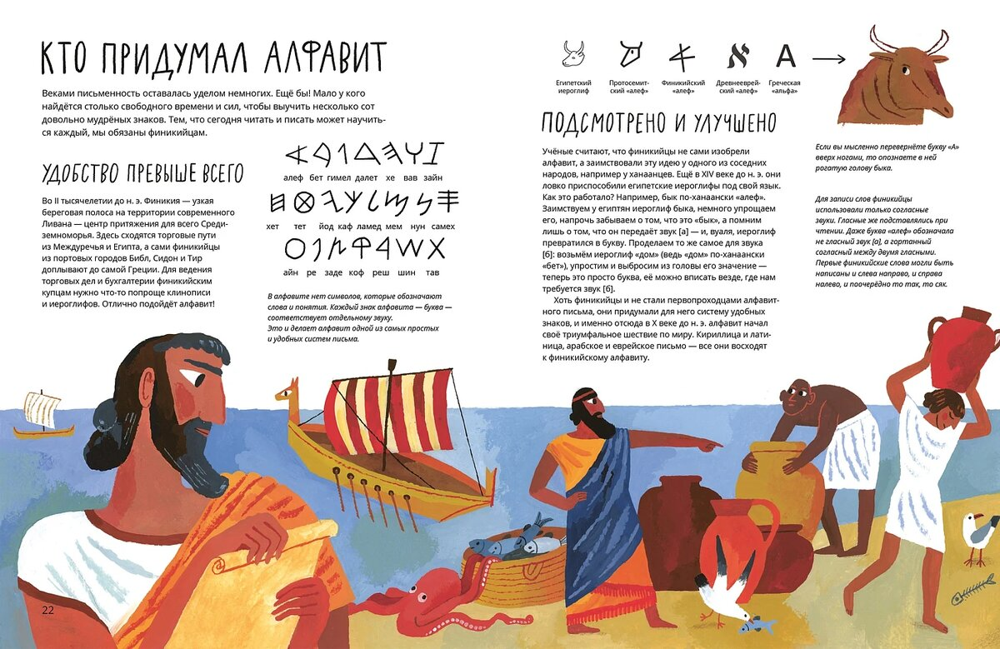 КТО ПРИДУМАЛ АЛФАВИТ
Веками письменность оставалась уделом немногих. Ещё бы! Мало у кого
найдётся столько свободного времени и сил, чтобы выучить несколько сот
довольно мудрёных знаков. Тем, что сегодня читать и писать может научить-
ся каждый, мы обязаны финикийцам.
УДОБСТВО ПРЕВЫШЕ ВСЕГО
Во II тысячелетии до н. э. Финикия — узкая
береговая полоса на территории современного
Ливана — центр притяжения для всего Среди-
земноморья. Здесь сходятся торговые пути
из Междуречья и Египта, а сами финикийцы
из портовых городов Библ, Сидон и Тир
доплывают до самой Греции. Для ведения
торговых дел и бухгалтерии финикийским
купцам нужно что-то попроще клинописи
и иероглифов. Отлично подойдёт алфавит!
алеф бет гимел далет хе вав зайн
хет тет йод каф ламед мем нун самех
айн ре заде коф реш шин тав
В алфавите нет символов, которые обозначают
слова и понятия. Каждый знак алфавита — буква —
соответствует отдельному звуку.
Это и делает алфавит одной из самых простых
и удобных систем письма.
22
א A
Египетский иероглиф
Протосемит-ский «алеф»
Финикийский «алеф»
Древнееврей-ский «алеф»
Греческая «альфа»
ПОДСМОТРЕНО И УЛУЧШЕНО
Учёные считают, что финикийцы не сами изобрели
алфавит, а заимствовали эту идею у одного из соседних
народов, например у ханаанцев. Ещё в XIV веке до н. э. они
ловко приспособили египетские иероглифы под свой язык.
Как это работало? Например, бык по-ханаански «алеф».
Заимствуем у египтян иероглиф быка, немного упрощаем
его, напрочь забываем о том, что это «бык», а помним
лишь о том, что он передаёт звук [а] — и, вуаля, иероглиф
превратился в букву. Проделаем то же самое для звука
[б]: возьмём иероглиф «дом» (ведь «дом» по-ханаански
«бет»), упростим и выбросим из головы его значение —
теперь это просто буква, её можно вписать везде, где нам
требуется звук [б].
Хоть финикийцы и не стали первопроходцами алфавит-
ного письма, они придумали для него систему удобных
знаков, и именно отсюда в X веке до н. э. алфавит начал
своё триумфальное шествие по миру. Кириллица и лати-
ница, арабское и еврейское письмо — все они восходят
к финикийскому алфавиту.
Если вы мысленно перевернёте букву «А»
вверх ногами, то опознаете в ней
рогатую голову быка.
Для записи слов финикийцы
использовали только согласные
звуки. Гласные же подставлялись при
чтении. Даже буква «алеф» обозначала
не гласный звук [а], а гортанный
согласный между двумя гласными.
Первые финикийские слова могли быть
написаны и слева направо, и справа
налево, и поочерёдно то так, то сяк.